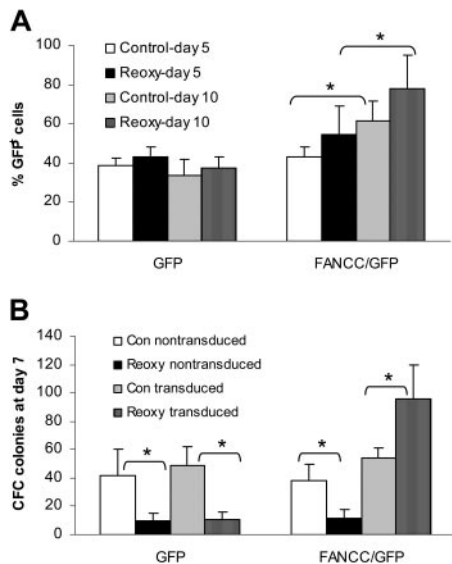 A
100
80
60
40
20
0
% GFP+ cells
Control-day 5
Reoxy-day 5
Control-day 10
Reoxy-day 10
*
*
GFP
FANCC/GFP
B
140
120
100
80
60
40
20
0
CFC colonies at day 7
Con nontransduced
Reoxy nontransduced
Con transduced
Reoxy transduced
*
*
*
*
GFP
FANCC/GFP